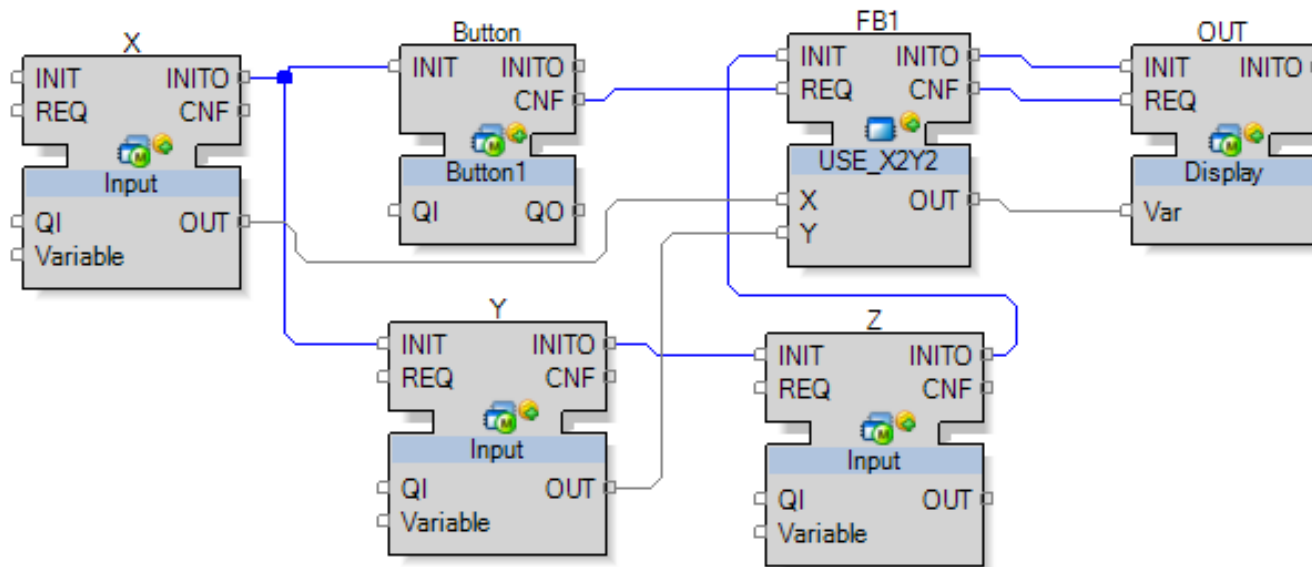 X
INIT INITO
REQ CNF
Input
QI OUT
Variable
Button
INIT INITO
CNF
Button1
QI QO
FB1
INIT INITO
REQ CNF
USE_X2Y2
X OUT
Y
OUT
INIT INITO
REQ
Display
Var
Y
INIT INITO
REQ CNF
Input
QI OUT
Variable
Z
INIT INITO
REQ CNF
Input
QI OUT
Variable